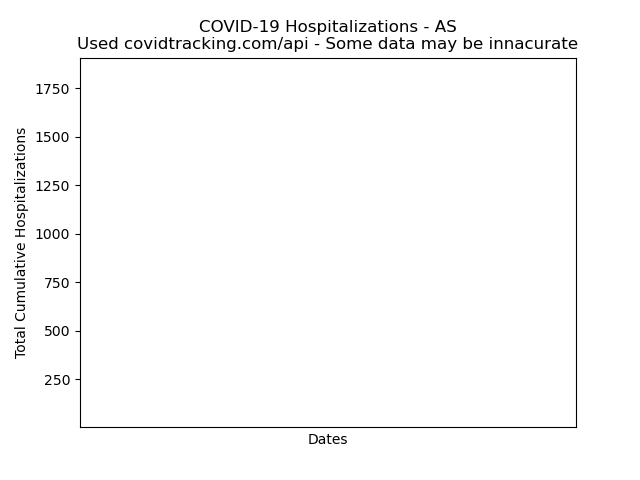 COVID-19 Hospitalizations - AS
Used covidtracking.com/api - Some data may be innacurate
1750
1500
1250
1000
750
500
250
Total Cumulative Hospitalizations
Dates